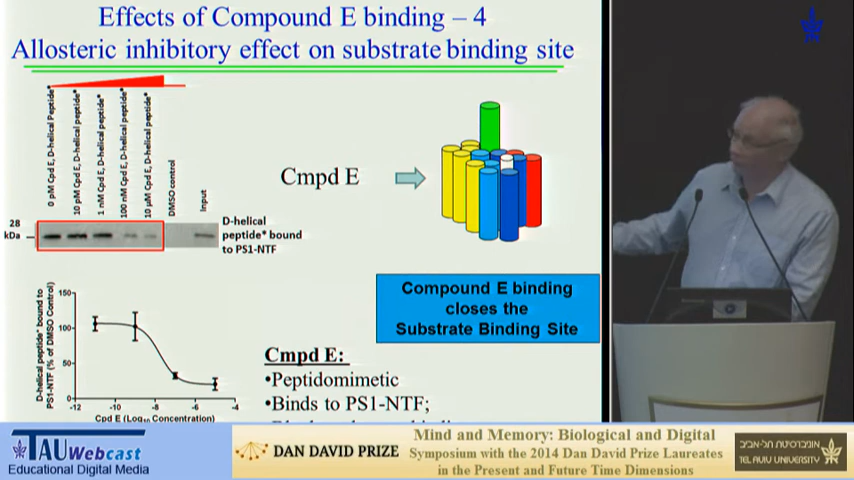 Effects of Compound E binding – 4
Allosteric inhibitory effect on substrate binding site
0 pM Cpd E, D-helical Peptide*
10 pM Cpd E, D-helical peptide*
1 nM Cpd E, D-helical peptide*
100 nM Cpd E, D-helical peptide*
10 µM Cpd E, D-helical peptide*
DMSO control
Input
28
kDa
D-helical
peptide* bound
to PS1-NTF
Cmpd E
Compound E binding
closes the
Substrate Binding Site
D-helical peptide* bound to
PS1-NTF (% of DMSO Control)
150
100
50
0
-12
-10
-8
-6
-4
Cpd E (Log₁₀ Concentration)
Cmpd E:
•Peptidomimetic
•Binds to PS1-NTF;
TAU Webcast
Educational Digital Media
DAN DAVID PRIZE
Mind and Memory: Biological and Digital
Symposium with the 2014 Dan David Prize Laureates
in the Present and Future Time Dimensions
אוניברסיטת תל-אביב
TEL AVIV UNIVERSITY